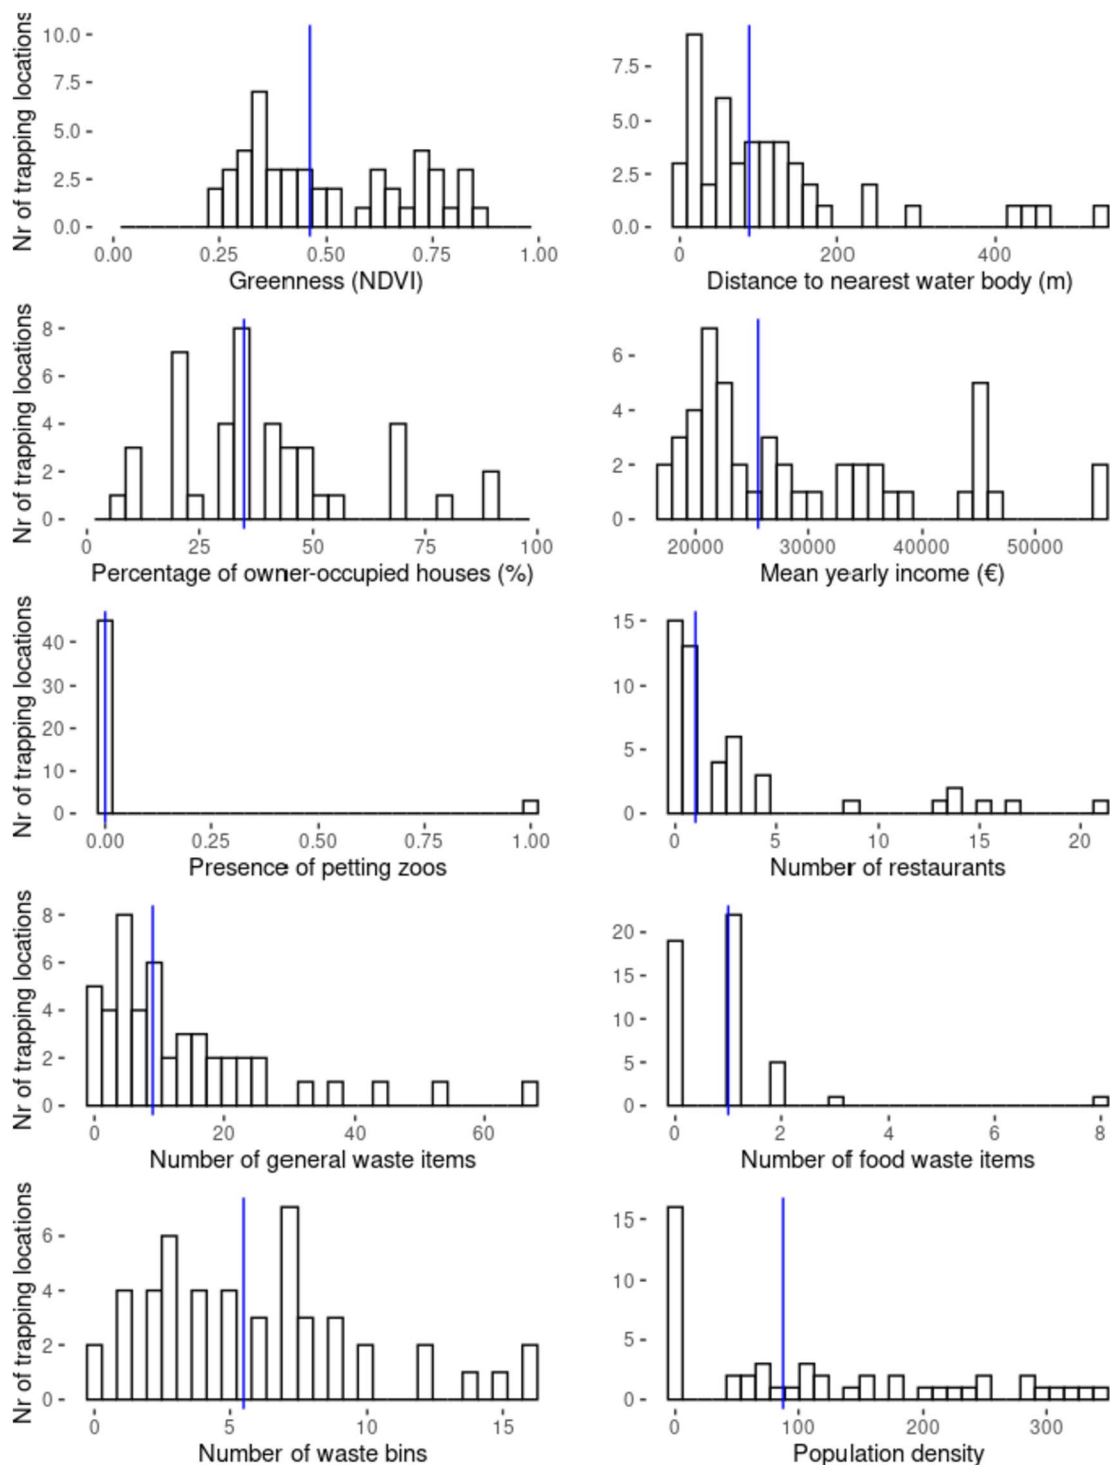 Nr of trapping locations
10.0
7.5
5.0
2.5
0.0
0.00 0.25 0.50 0.75 1.00
Greenness (NDVI)
7.5
5.0
2.5
0.0
0 200 400
Distance to nearest water body (m)
Nr of trapping locations
8
6
4
2
0
0 25 50 75 100
Percentage of owner-occupied houses (%)
6
4
2
0
20000 30000 40000 50000
Mean yearly income (€)
Nr of trapping locations
40
30
20
10
0
0.00 0.25 0.50 0.75 1.00
Presence of petting zoos
15
10
5
0
0 5 10 15 20
Number of restaurants
Nr of trapping locations
8
6
4
2
0
0 20 40 60
Number of general waste items
20
15
10
5
0
0 2 4 6 8
Number of food waste items
Nr of trapping locations
6
4
2
0
0 5 10 15
Number of waste bins
15
10
5
0
0 100 200 300
Population density